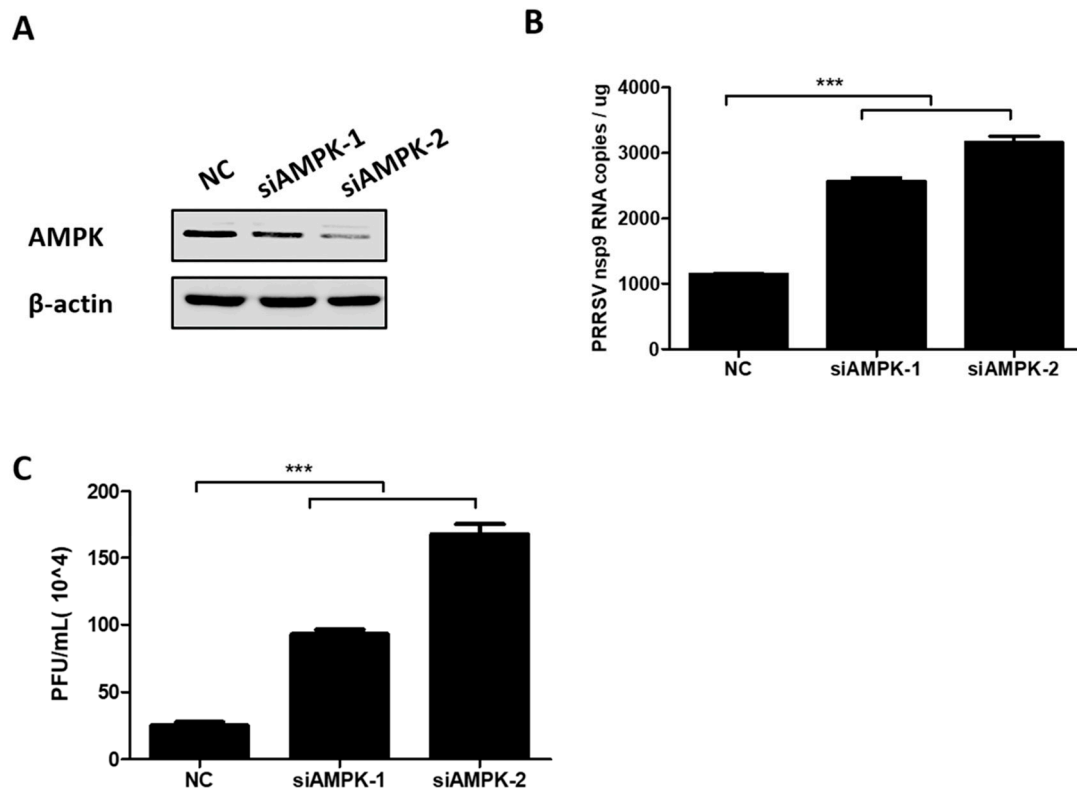 A
NC
siAMPK-1
siAMPK-2
AMPK
β-actin
B
PRRSV nsp9 RNA copies / ug
4000
3000
2000
1000
0
***
NC
siAMPK-1
siAMPK-2
C
PFU/mL( 10^4)
200
150
100
50
0
***
NC
siAMPK-1
siAMPK-2